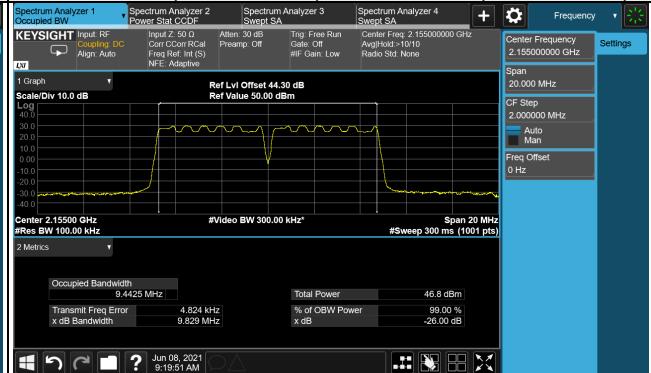 Spectrum Analyzer 1
Occupied BW
Spectrum Analyzer 2
Power Stat CCDF
Spectrum Analyzer 3
Swept SA
Spectrum Analyzer 4
Swept SA
Frequency
KEYSIGHT
Input: RF
Coupling: DC
Align: Auto
Input Z: 50 Ω
Corr CCorr RCal
Freq Ref: Int (S)
NFE: Adaptive
Atten: 30 dB
Preamp: Off
Trig: Free Run
Gate: Off
#IF Gain: Low
Center Freq: 2.155000000 GHz
Avg|Hold:>10/10
Radio Std: None
LXI
Center Frequency
2.155000000 GHz
Settings
Span
20.000 MHz
CF Step
2.000000 MHz
Auto
Man
Freq Offset
0 Hz
1 Graph
Scale/Div 10.0 dB
Ref Lvl Offset 44.30 dB
Ref Value 50.00 dBm
Log
40.0
30.0
20.0
10.0
0.00
-10.0
-20.0
-30.0
-40.0
Center 2.15500 GHz
#Video BW 300.00 kHz*
Span 20 MHz
#Res BW 100.00 kHz
#Sweep 300 ms (1001 pts)
2 Metrics
Occupied Bandwidth
9.4425 MHz
Total Power 46.8 dBm
Transmit Freq Error 4.824 kHz
% of OBW Power 99.00 %
x dB Bandwidth 9.829 MHz
x dB -26.00 dB
Jun 08, 2021
9:19:51 AM